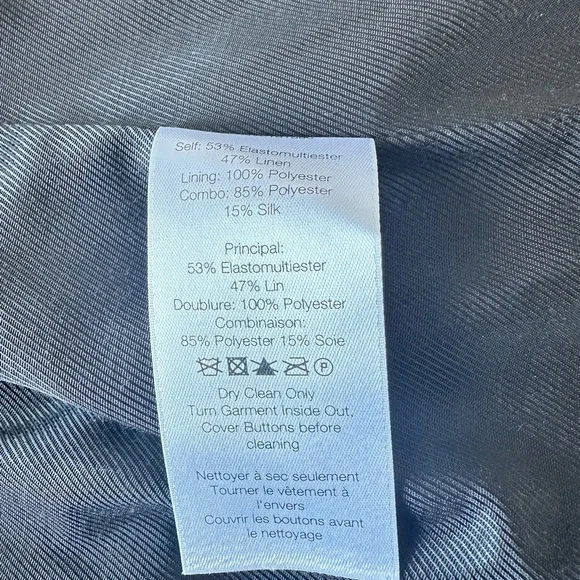 Self: 53% Elastomultiester
47% Linen
Lining: 100% Polyester
Combo: 85% Polyester
15% Silk
Principal:
53% Elastomultiester
47% Lin
Doublure: 100% Polyester
Combinaison:
85% Polyester 15% Soie
P
Dry Clean Only
Turn Garment Inside Out,
Cover Buttons before
cleaning
Nettoyer à sec seulement
Tourner le vêtement à
l'envers
Couvrir les boutons avant
le nettoyage